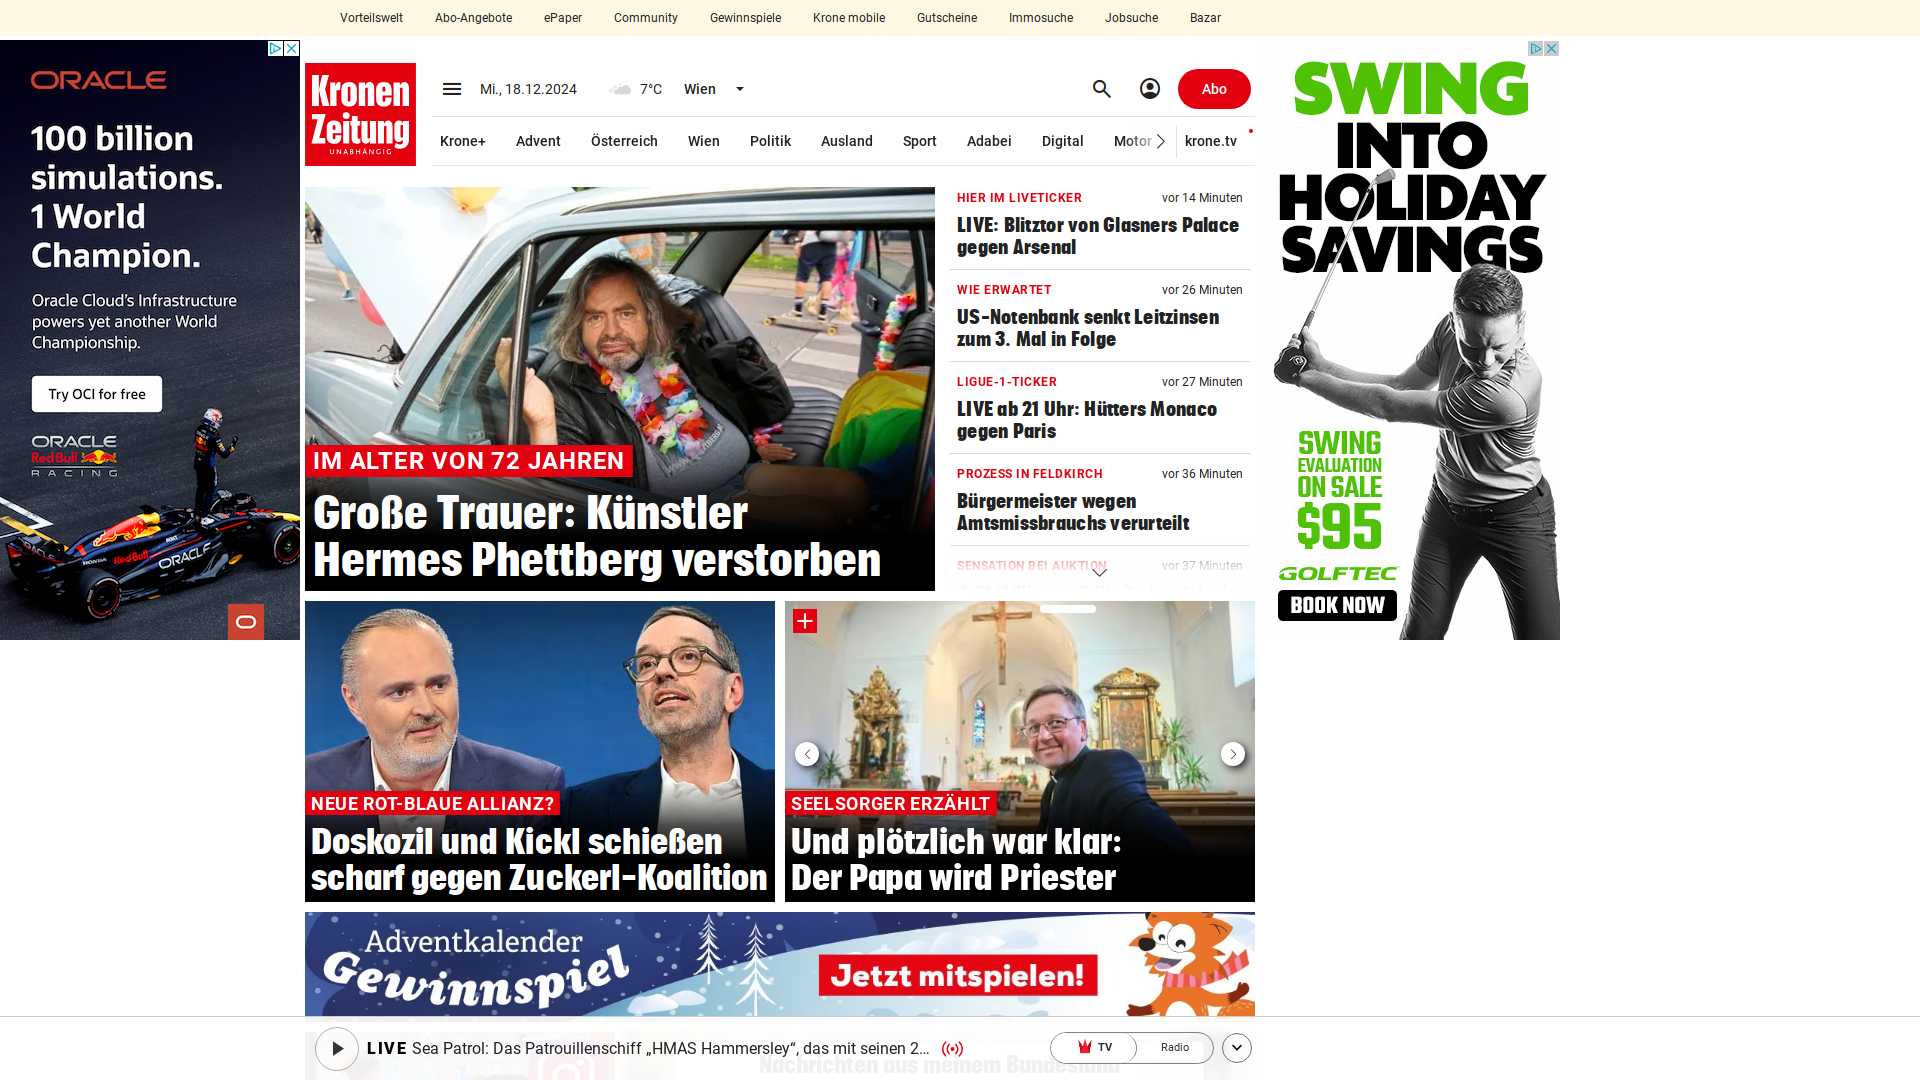 Vorteilswelt
Abo-Angebote
ePaper
Community
Gewinnspiele
Krone mobile
Gutscheine
Immosuche
Jobsuche
Bazar
ORACLE
100 billion
simulations.
1 World
Champion.
Oracle Cloud's Infrastructure
powers yet another World
Championship.
Try OCI for free
ORACLE
Red Bull
RACING
Kronen
Zeitung
UNABHÄNGIG
Mi., 18.12.2024
7°C
Wien
Abo
Krone+
Advent
Österreich
Wien
Politik
Ausland
Sport
Adabei
Digital
Motor
krone.tv
IM ALTER VON 72 JAHREN
Große Trauer: Künstler
Hermes Phettberg verstorben
HIER IM LIVETICKER
vor 14 Minuten
LIVE: Blitztor von Glasners Palace
gegen Arsenal
WIE ERWARTET
vor 26 Minuten
US-Notenbank senkt Leitzinsen
zum 3. Mal in Folge
LIGUE-1-TICKER
vor 27 Minuten
LIVE ab 21 Uhr: Hütters Monaco
gegen Paris
PROZESS IN FELDKIRCH
vor 36 Minuten
Bürgermeister wegen
Amtsmissbrauchs verurteilt
SENSATION BEI AUKTION
vor 37 Minuten
NEUE ROT-BLAUE ALLIANZ?
Doskozil und Kickl schießen
scharf gegen Zuckerl-Koalition
SEELSORGER ERZÄHLT
Und plötzlich war klar:
Der Papa wird Priester
Adventkalender
Gewinnspiel
Jetzt mitspielen!
LIVE Sea Patrol: Das Patrouillenschiff „HMAS Hammersley“, das mit seinen 2...
TV
Radio
Nachrichten aus meinem Bundesland
SWING
INTO
HOLIDAY
SAVINGS
SWING
EVALUATION
ON SALE
$95
GOLFTEC
BOOK NOW